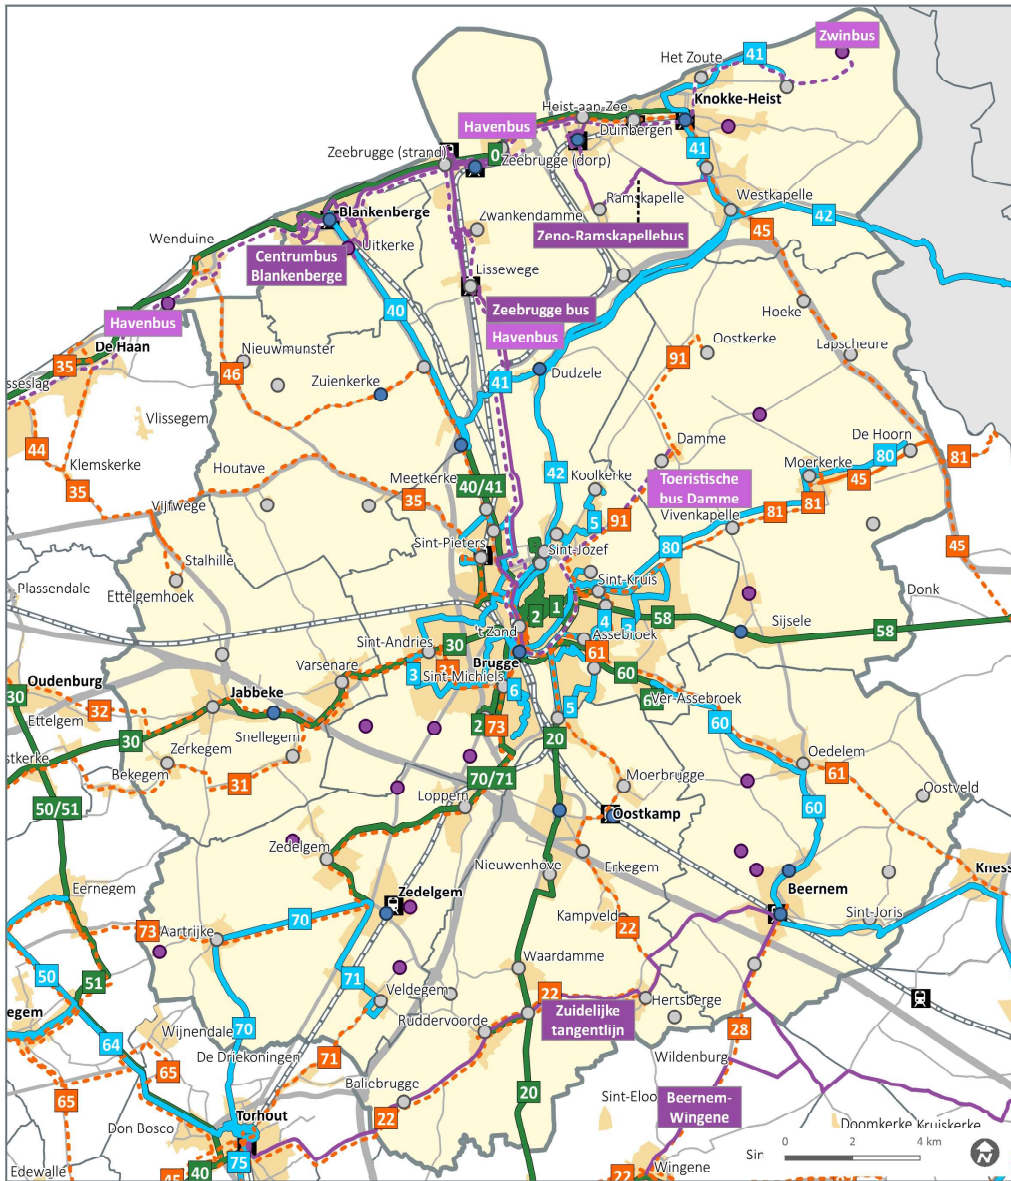 Zwinbus
41
Het Zoute
Knokke-Heist
Heist-aan-Zee
Havenbus
Duinbergen
0
Zeebrugge (strand)
Zeebrugge (dorp)
41
Ramskapelle
Westkapelle
42
Blankenberge
Zwankendamme
45
Wenduine
Uitkerke
Zeno-Ramskapellebus
Centrumbus
Blankenberge
Lissewege
Zeebrugge bus
Hoeke
40
Havenbus
Havenbus
De Haan
Nieuwmunster
Oostkerke
Lapscheure
35
91
46
Zuienkerke
41
Dudzele
sseslag
Vlissegem
44
Klemskerke
Damme
De Hoorn
80
81
Houtave
42
Koolkerke
Moerkerke
45
35
Meetkerke
40/41
Toeristische
bus Damme
Vijfwege
35
81
81
5
91
Vivenkapelle
Sint-Pieters
Sint-Jozef
80
45
Stalhille
Sint-Kruis
Plassendale
Ettelgemhoek
Donk
2
1
4
58
Sijsele
58
't Zand
Assebroek
Sint-Andries
30
61
31
Brugge
3
Sint-Michiels
60
Varsenare
Oudenburg
30
Jabbeke
6
Ver-Assebroek
Ettelgem
32
5
60
2
73
30
Snellegem
20
Oedelem
stkerke
Zerkegem
Bekegem
61
31
70/71
Moerbrugge
Oostveld
50/51
Loppem
60
Oostkamp
Zedelgem
Nieuwenhove
Erkegem
Eernegem
Zedelgem
Beernem
70
Kampveld
Sint-Joris
73
Aartrijke
22
Waardamme
50
51
71
22
Veldegem
Hertsberge
egem
Zuidelijke
tangentlijn
Ruddervoorde
Wijnendale
70
28
64
De Driekoningen
71
Wildenburg
65
Baliebrugge
20
65
22
Sint-Eloo
Beernem-
Wingene
Torhout
Don Bosco
Doomkerke
Kruiskerke
0
2
4 km
Edewalle
75
40
45
22
Wingene
Sir
N